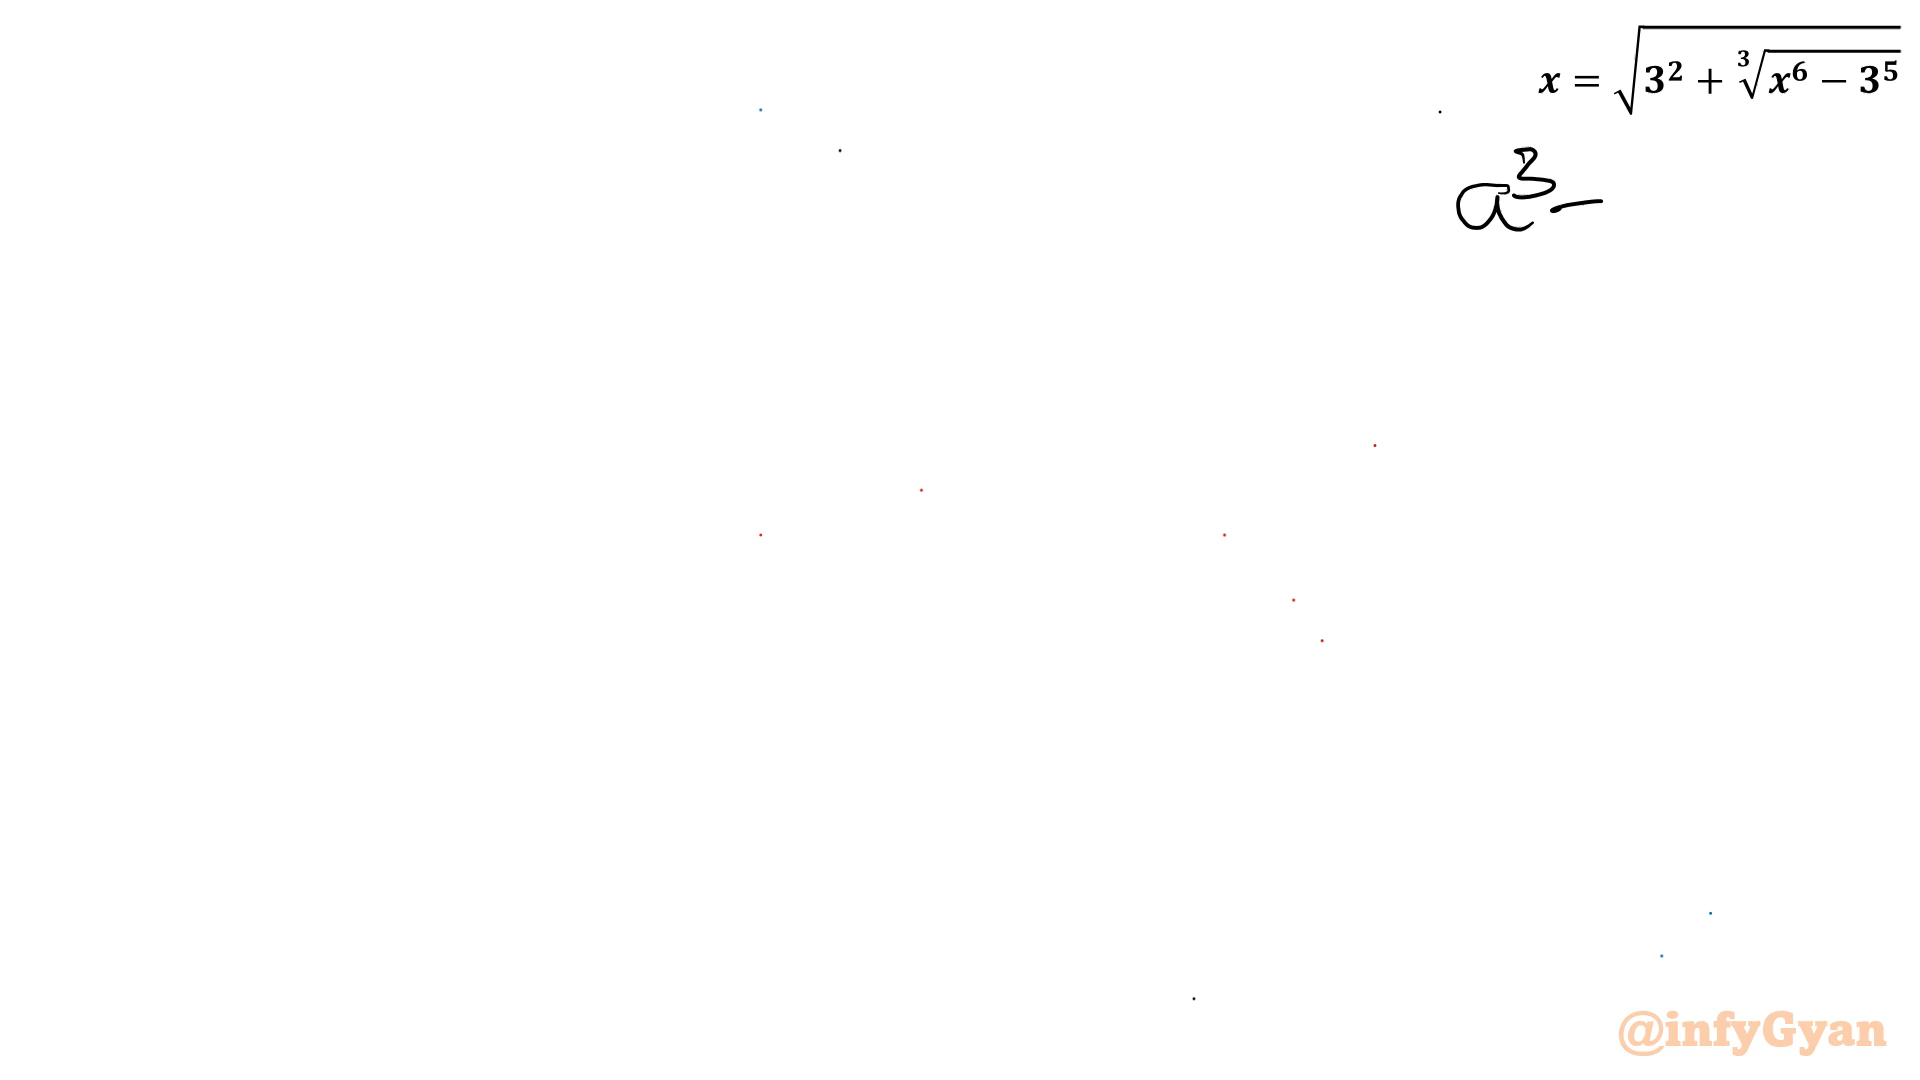 x = √(3² + ∛(x⁶ − 3⁵))
a³ −
@infyGyan